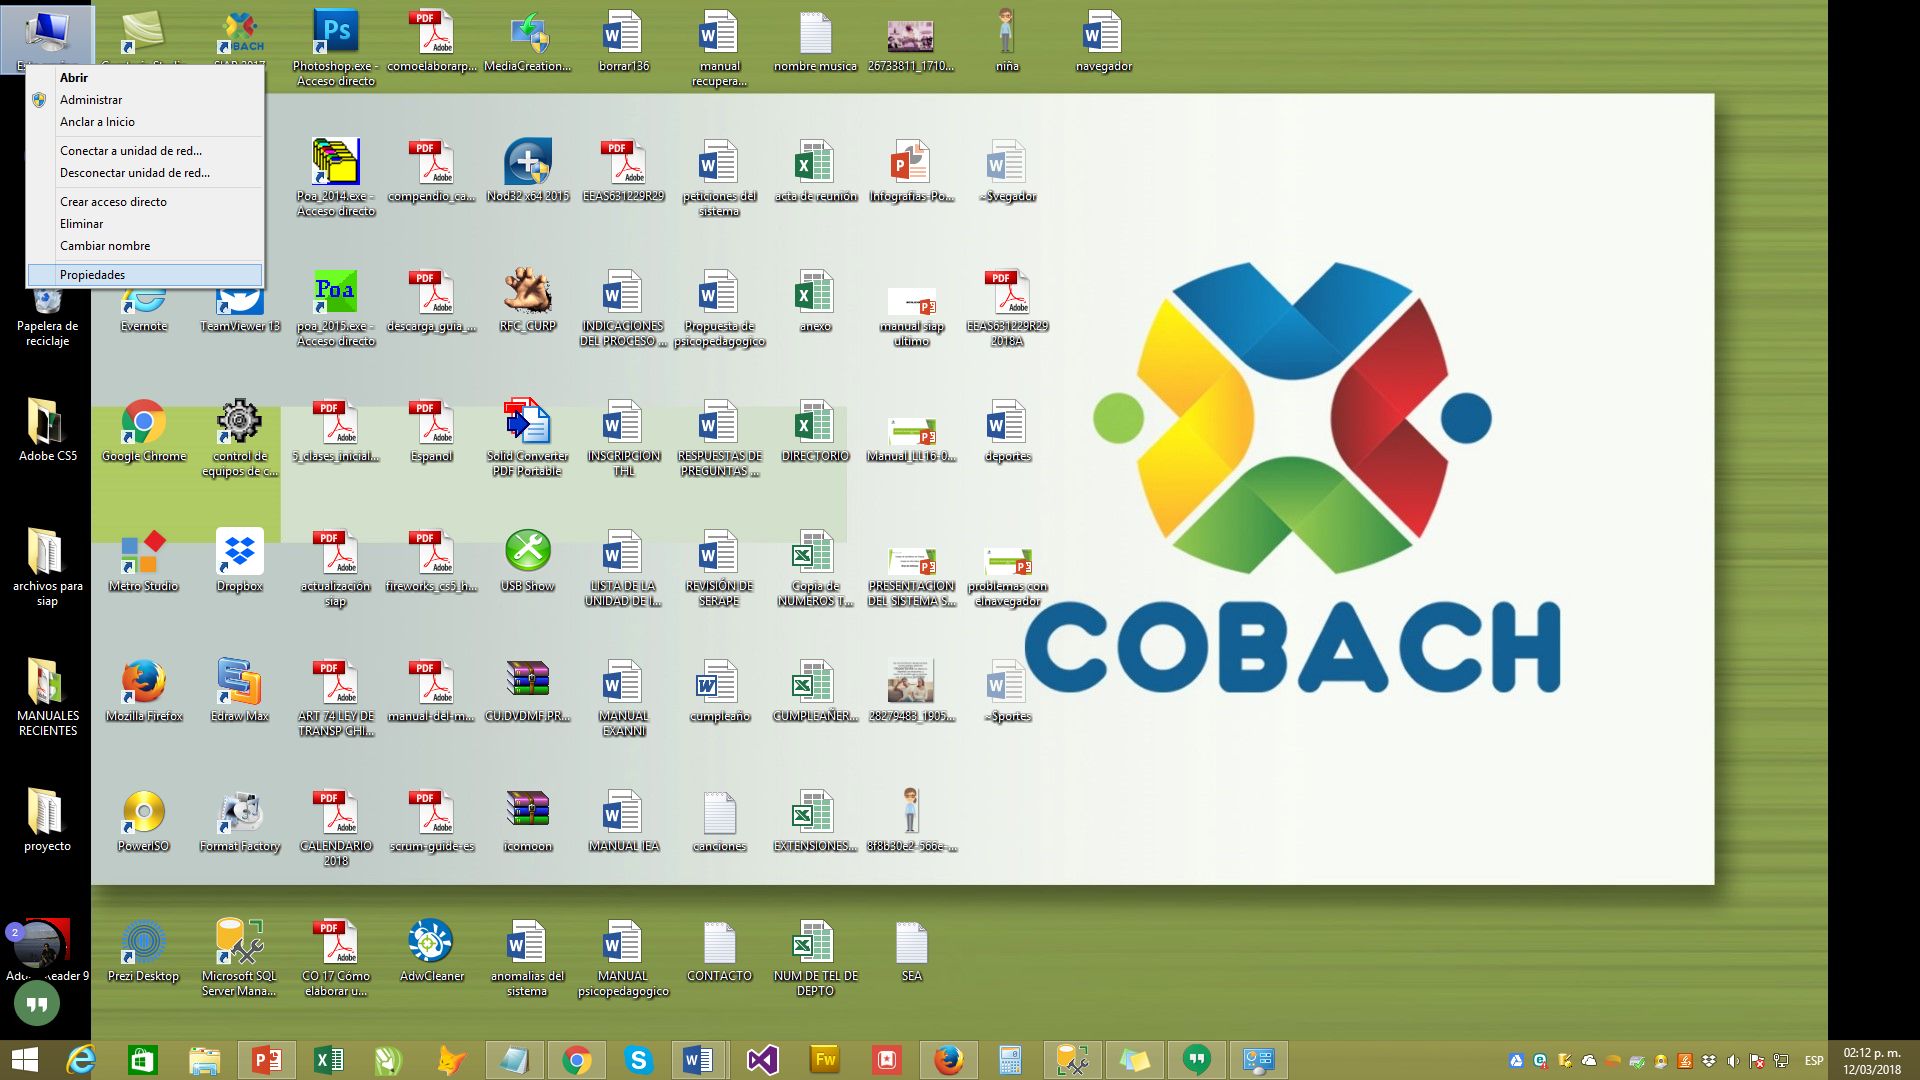 Photoshop.exe -
Acceso directo
comoelaborarp...
MediaCreation...
borrar136
manual
recupera...
nombre musica
26733811_1710...
niña
navegador
Abrir
Administrar
Anclar a Inicio
Conectar a unidad de red...
Desconectar unidad de red...
Crear acceso directo
Eliminar
Cambiar nombre
Propiedades
Poa_2014.exe -
Acceso directo
compendio_ca...
Nod32 x64 2015
EEAS631229R29
peticiones del
sistema
acta de reunión
Infografias-Po...
~$vegador
Papelera de
reciclaje
Evernote
TeamViewer 13
poa_2015.exe -
Acceso directo
descarga_guia_...
RFC_CURP
INDICACIONES
DEL PROCESO ...
Propuesta de
psicopedagogico
anexo
manual siap
ultimo
EEAS631229R29
2018A
Adobe CS5
Google Chrome
control de
equipos de c...
5_clases_inicial...
Espanol
Solid Converter
PDF Portable
INSCRIPCION
THL
RESPUESTAS DE
PREGUNTAS ...
DIRECTORIO
Manual_LL16-0...
deportes
archivos para
siap
Metro Studio
Dropbox
actualización
siap
fireworks_cs5_h...
USB Show
LISTA DE LA
UNIDAD DE I...
REVISIÓN DE
SERAPE
Copia de
NUMEROS T...
PRESENTACION
DEL SISTEMA S...
problemas con
elnavegador
COBACH
MANUALES
RECIENTES
Mozilla Firefox
Edraw Max
ART 74 LEY DE
TRANSP CHI...
manual-del-m...
CU.DVDMF.PR...
MANUAL
EXANNI
cumpleaño
CUMPLEAÑER...
28279483_1905...
~$portes
proyecto
PowerISO
Format Factory
CALENDARIO
2018
scrum-guide-es
icomoon
MANUAL IEA
canciones
EXTENSIONES...
8f8b30e2-566e-...
2
Reader 9
Prezi Desktop
Microsoft SQL
Server Mana...
CO 17 Cómo
elaborar u...
AdwCleaner
anomalias del
sistema
MANUAL
psicopedagogico
CONTACTO
NUM DE TEL DE
DEPTO
SEA
ESP
02:12 p. m.
12/03/2018